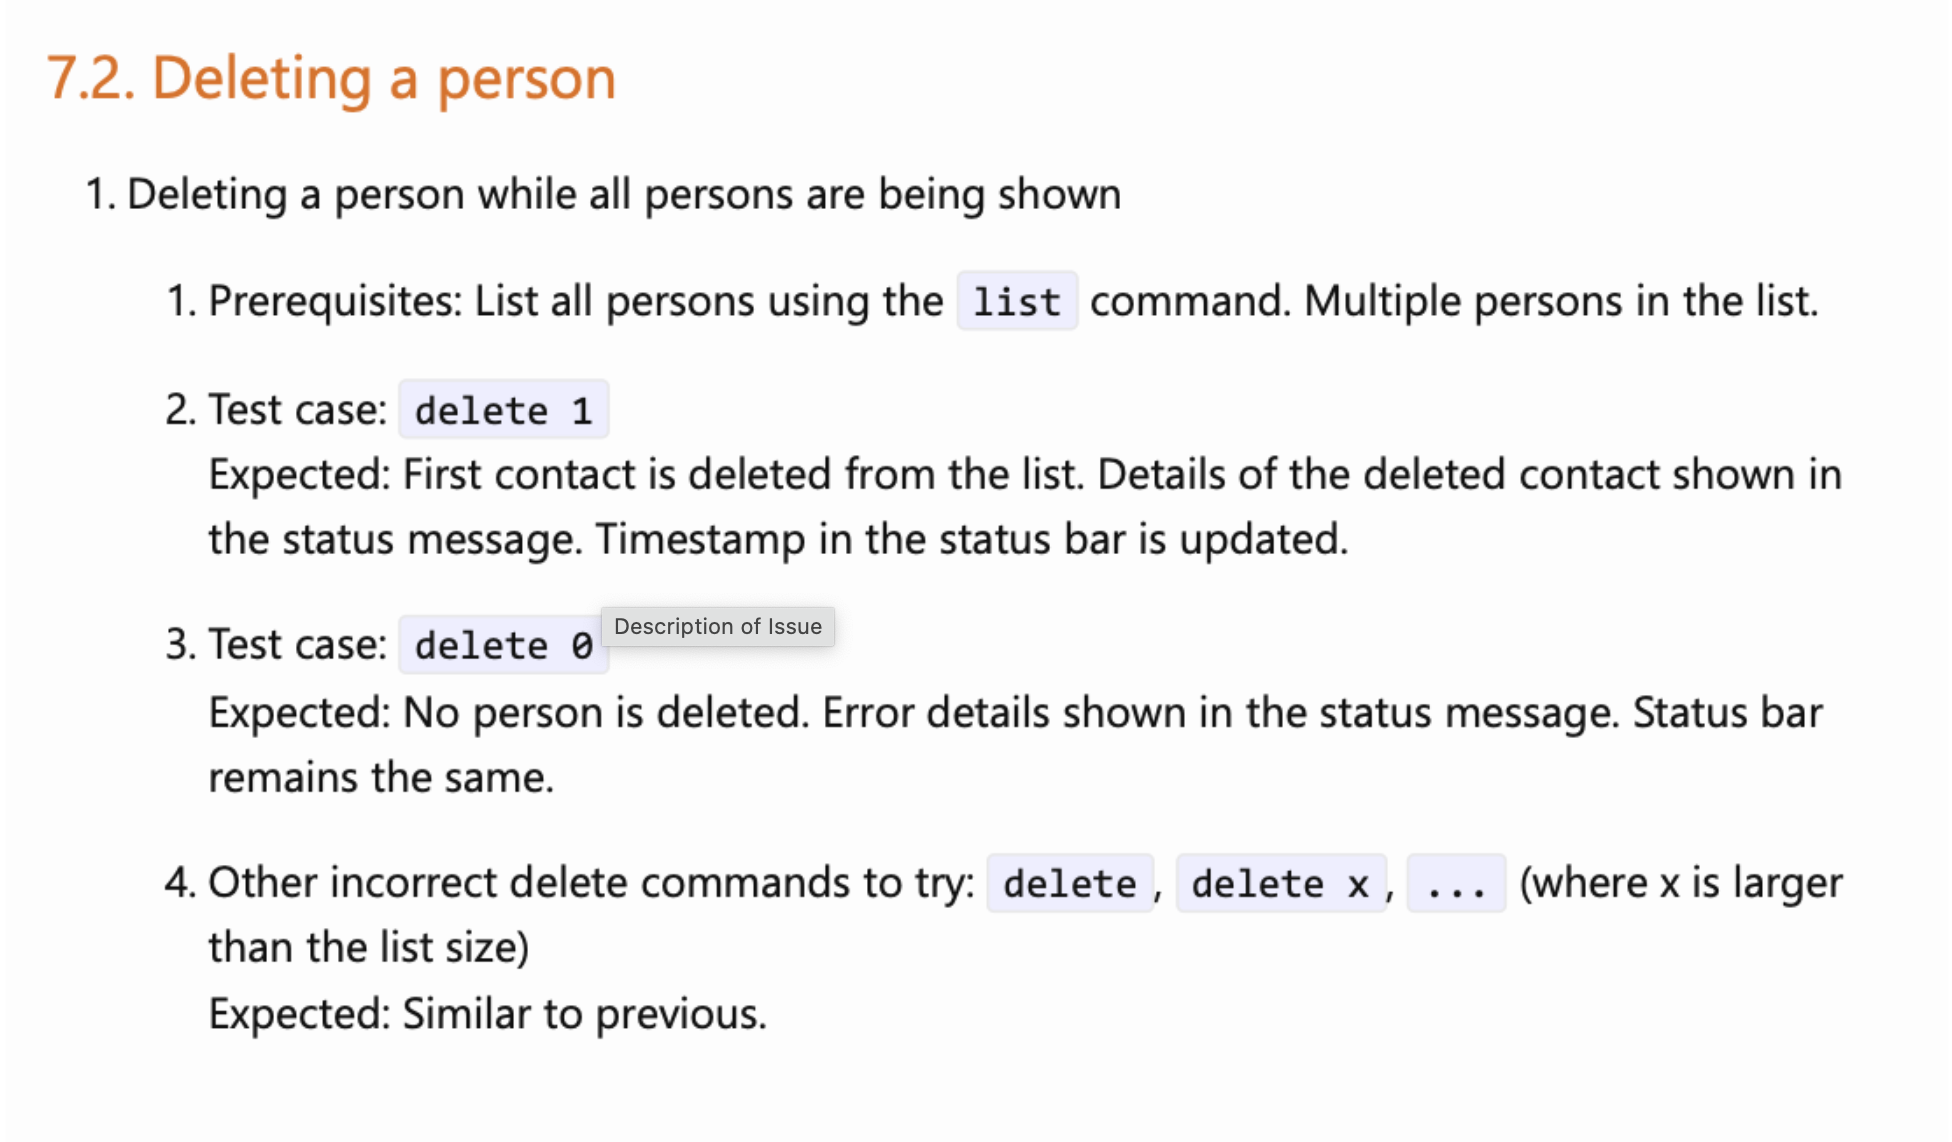 7.2. Deleting a person
1. Deleting a person while all persons are being shown
1. Prerequisites: List all persons using the list command. Multiple persons in the list.
2. Test case: delete 1
Expected: First contact is deleted from the list. Details of the deleted contact shown in
the status message. Timestamp in the status bar is updated.
3. Test case: delete 0
Description of Issue
Expected: No person is deleted. Error details shown in the status message. Status bar
remains the same.
4. Other incorrect delete commands to try: delete, delete x, ... (where x is larger
than the list size)
Expected: Similar to previous.